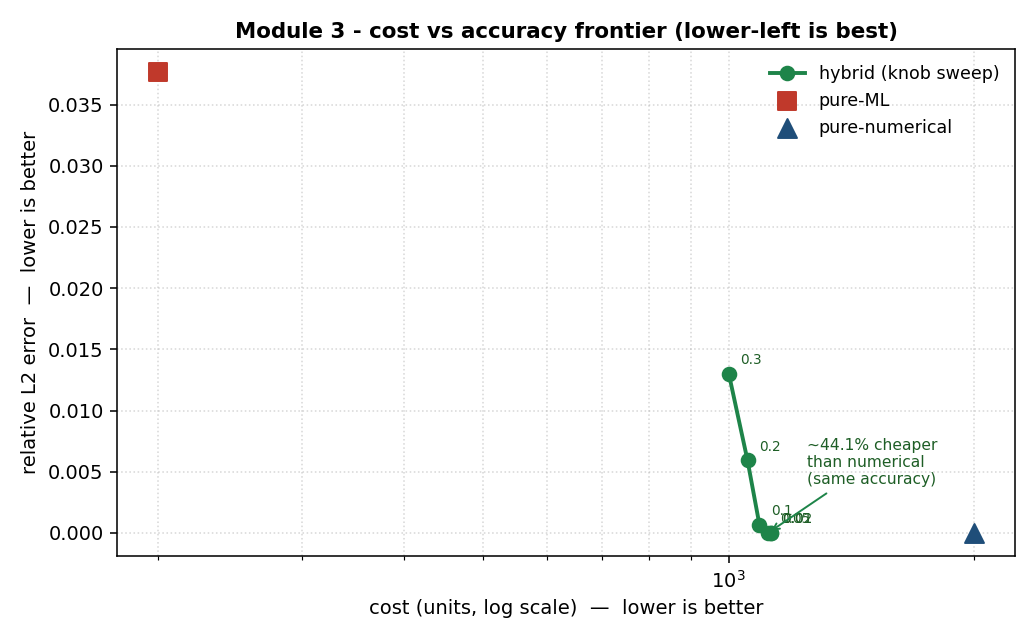 Module 3 - cost vs accuracy frontier (lower-left is best)
hybrid (knob sweep)
pure-ML
pure-numerical
relative L2 error — lower is better
0.035
0.030
0.025
0.020
0.015
0.010
0.005
0.000
0.3
0.2
~44.1% cheaper
than numerical
(same accuracy)
0.1
10³
cost (units, log scale) — lower is better